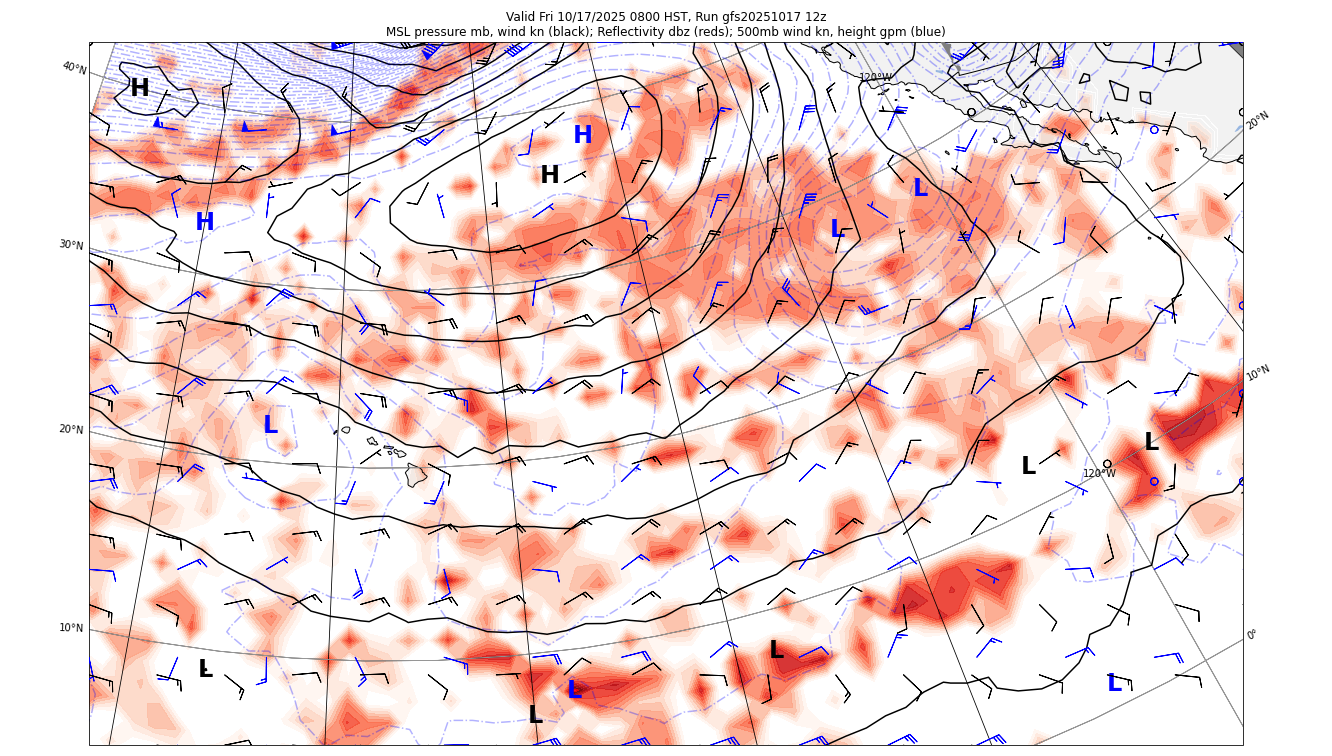 Valid Fri 10/17/2025 0800 HST, Run gfs20251017 12z
MSL pressure mb, wind kn (black); Reflectivity dbz (reds); 500mb wind kn, height gpm (blue)
40°N
120°W
H
20°N
H
H
L
H
L
30°N
10°N
L
20°N
L
L
120°W
10°N
0°
L
L
L
L
L